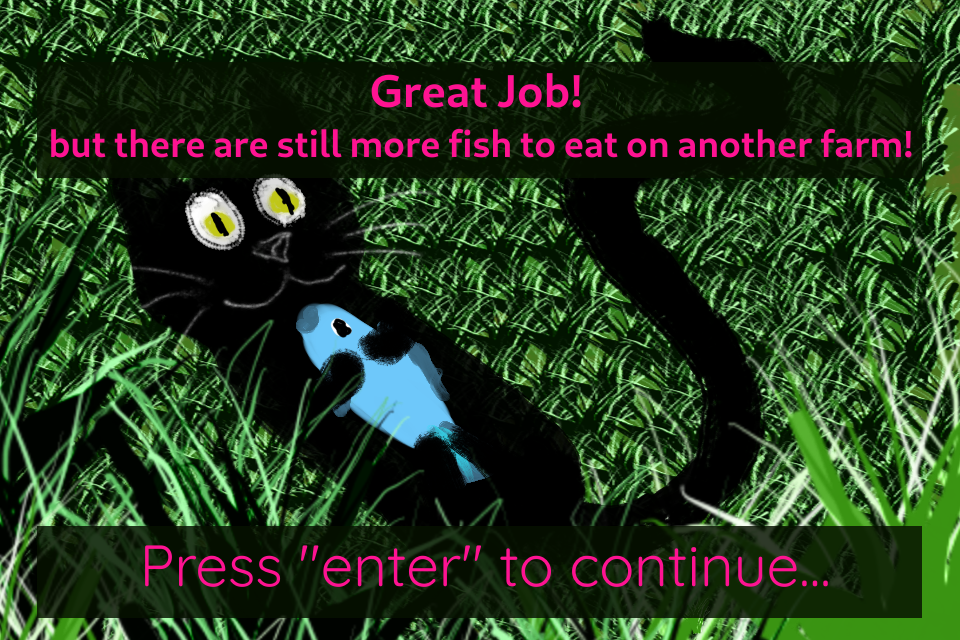 Great Job!
but there are still more fish to eat on another farm!
Press "enter" to continue...